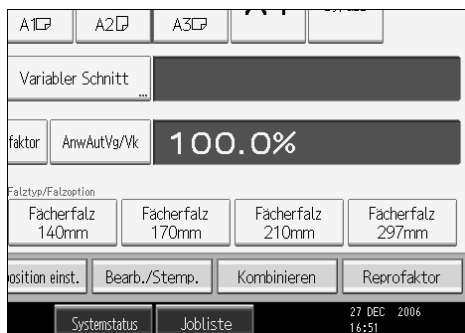 A1 A2 A3
Variabler Schnitt ...
faktor AnwAutVg/Vk 100.0%
Falztyp/Falzoption
Fächerfalz Fächerfalz Fächerfalz Fächerfalz
140mm 170mm 210mm 297mm
osition einst. Bearb./Stemp. Kombinieren Reprofaktor
Systemstatus Jobliste 27 DEC 2006
16:51